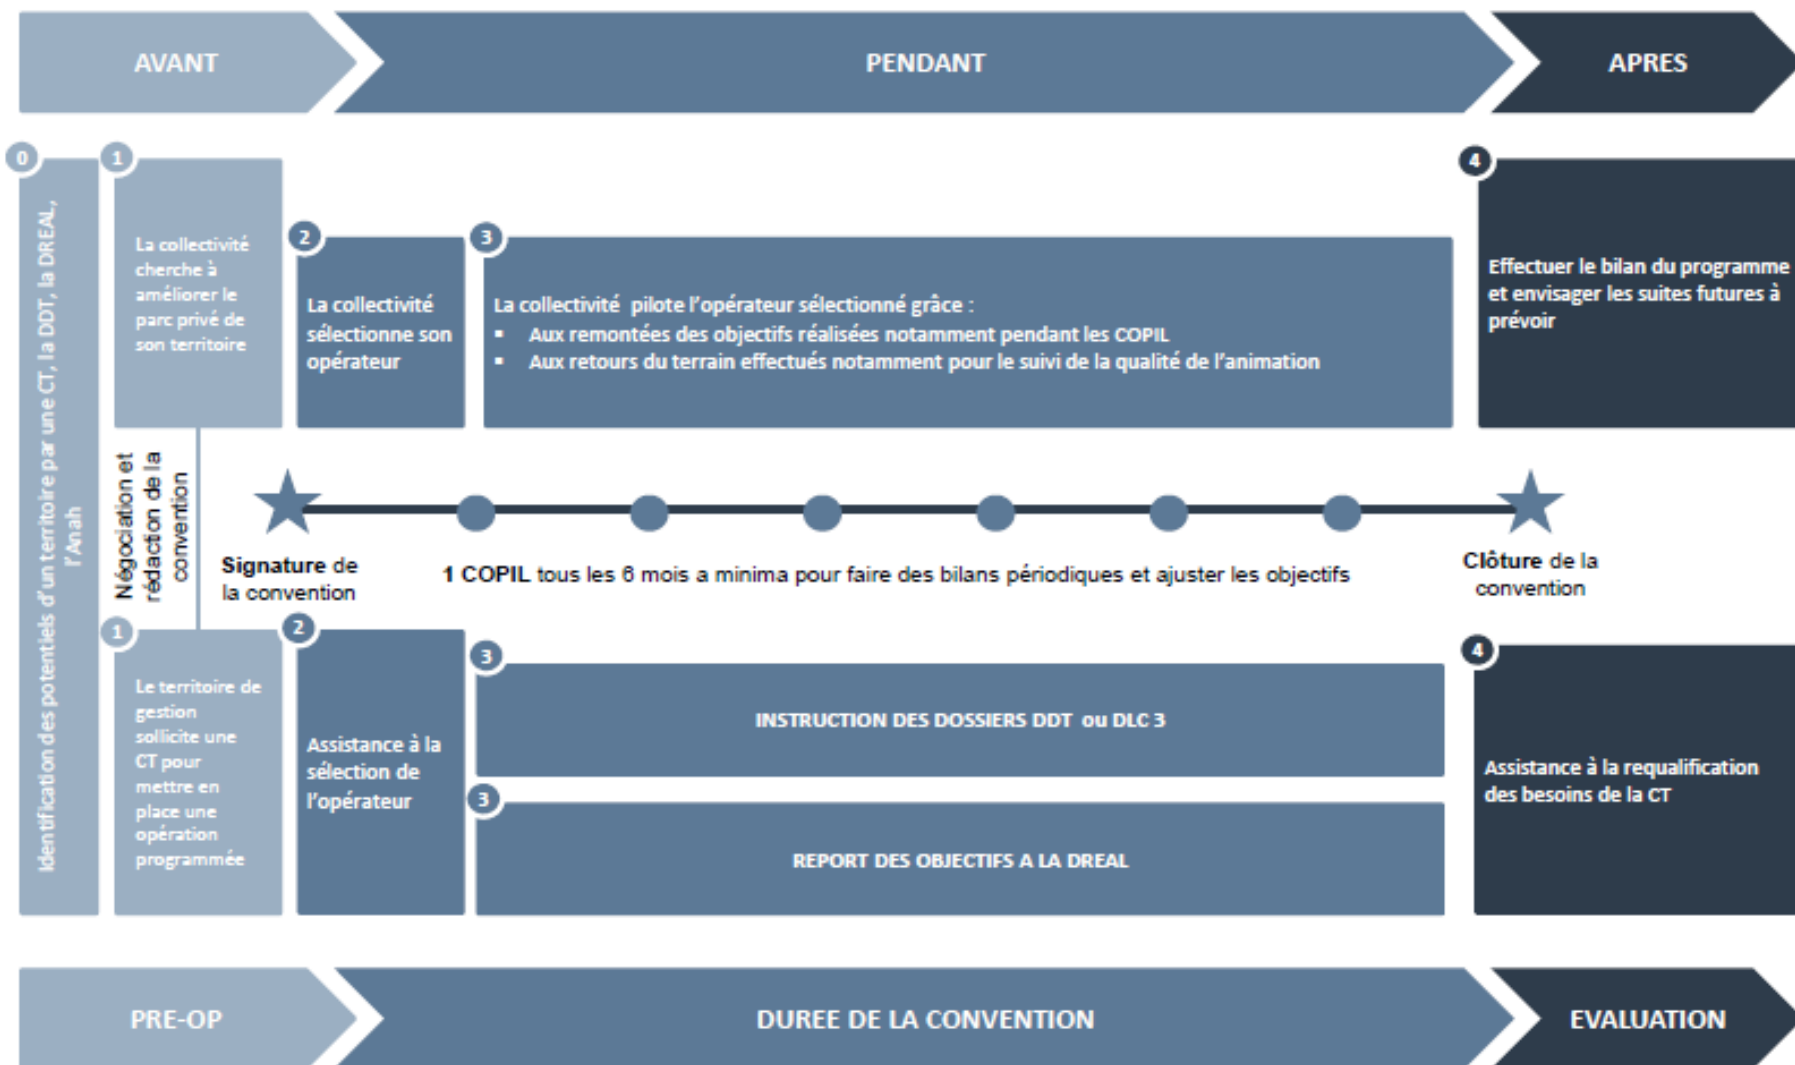 AVANT
PENDANT
APRES
0
Identification des potentiels d'un territoire par une CT, la DDT, la DREAL,
l'Anah
1
La collectivité
cherche à
améliorer le
parc privé de
son territoire
2
La collectivité
sélectionne son
opérateur
3
La collectivité pilote l'opérateur sélectionné grâce :
▪ Aux remontées des objectifs réalisées notamment pendant les COPIL
▪ Aux retours du terrain effectués notamment pour le suivi de la qualité de l'animation
4
Effectuer le bilan du programme
et envisager les suites futures à
prévoir
Négociation et
rédaction de la
convention
Signature de
la convention
1 COPIL tous les 6 mois a minima pour faire des bilans périodiques et ajuster les objectifs
Clôture de la
convention
1
Le territoire de
gestion
sollicite une
CT pour
mettre en
place une
opération
programmée
2
Assistance à la
sélection de
l'opérateur
3
INSTRUCTION DES DOSSIERS DDT ou DLC 3
3
REPORT DES OBJECTIFS A LA DREAL
4
Assistance à la requalification
des besoins de la CT
PRE-OP
DUREE DE LA CONVENTION
EVALUATION